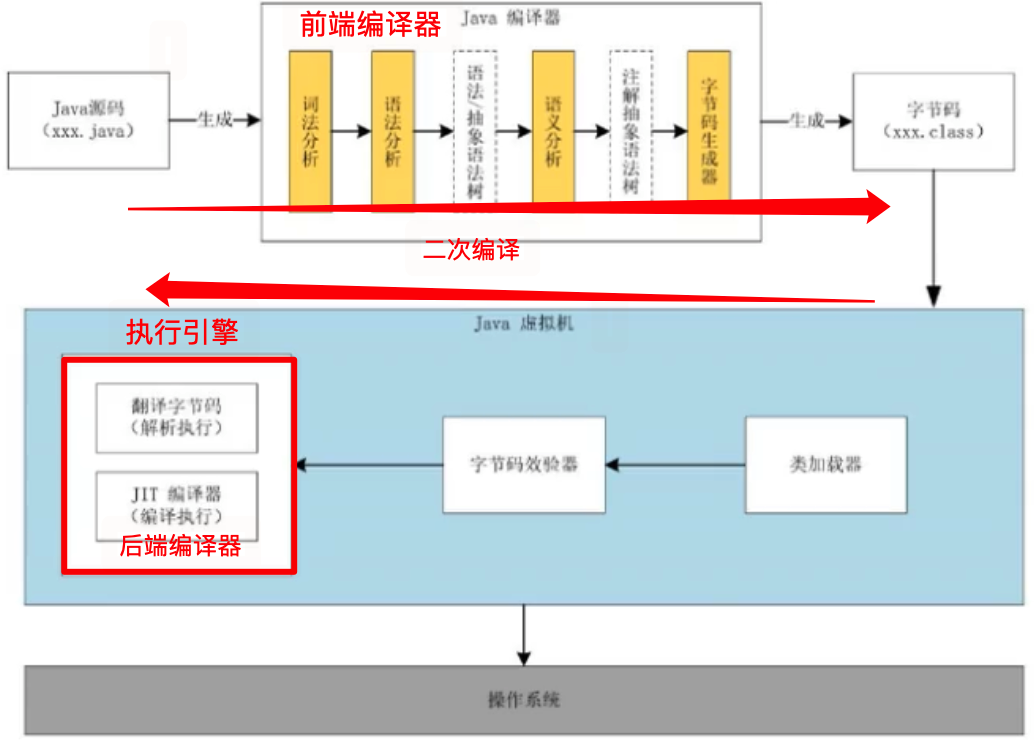 前端编译器
Java 编译器
Java源码
（xxx.java）
生成
词法分析
语法分析
语法/抽象语法树
语义分析
注解抽象语法树
字节码生成器
生成
字节码
（xxx.class）
二次编译
Java 虚拟机
执行引擎
翻译字节码
（解析执行）
JIT 编译器
（编译执行）
后端编译器
字节码效验器
类加载器
操作系统